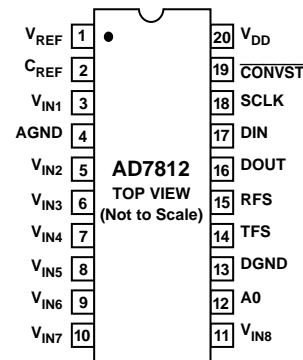 VREF 1
CREF 2
VIN1 3
AGND 4
VIN2 5
VIN3 6
VIN4 7
VIN5 8
VIN6 9
VIN7 10
AD7812
TOP VIEW
(Not to Scale)
20 VDD
19 CONVST
18 SCLK
17 DIN
16 DOUT
15 RFS
14 TFS
13 DGND
12 A0
11 VIN8